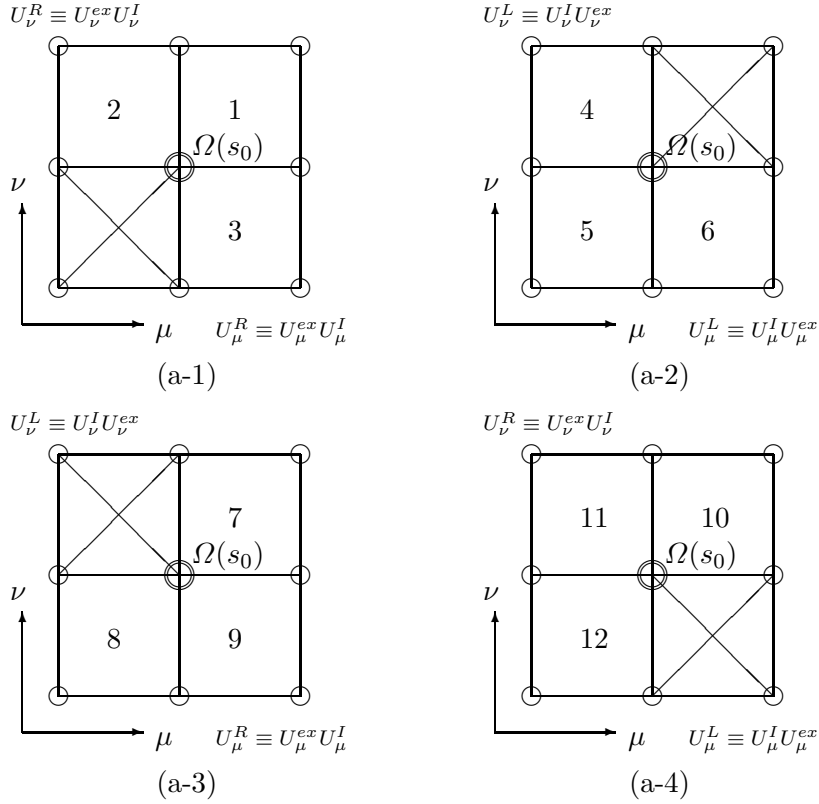 $U_\nu^R \equiv U_\nu^{ex} U_\nu^I$
2 1
$\Omega(s_0)$
ν
3
μ $U_\mu^R \equiv U_\mu^{ex} U_\mu^I$
(a-1)
$U_\nu^L \equiv U_\nu^I U_\nu^{ex}$
4
$\Omega(s_0)$
ν
5 6
μ $U_\mu^L \equiv U_\mu^I U_\mu^{ex}$
(a-2)
$U_\nu^L \equiv U_\nu^I U_\nu^{ex}$
7
$\Omega(s_0)$
ν
8 9
μ $U_\mu^R \equiv U_\mu^{ex} U_\mu^I$
(a-3)
$U_\nu^R \equiv U_\nu^{ex} U_\nu^I$
11 10
$\Omega(s_0)$
ν
12
μ $U_\mu^L \equiv U_\mu^I U_\mu^{ex}$
(a-4)